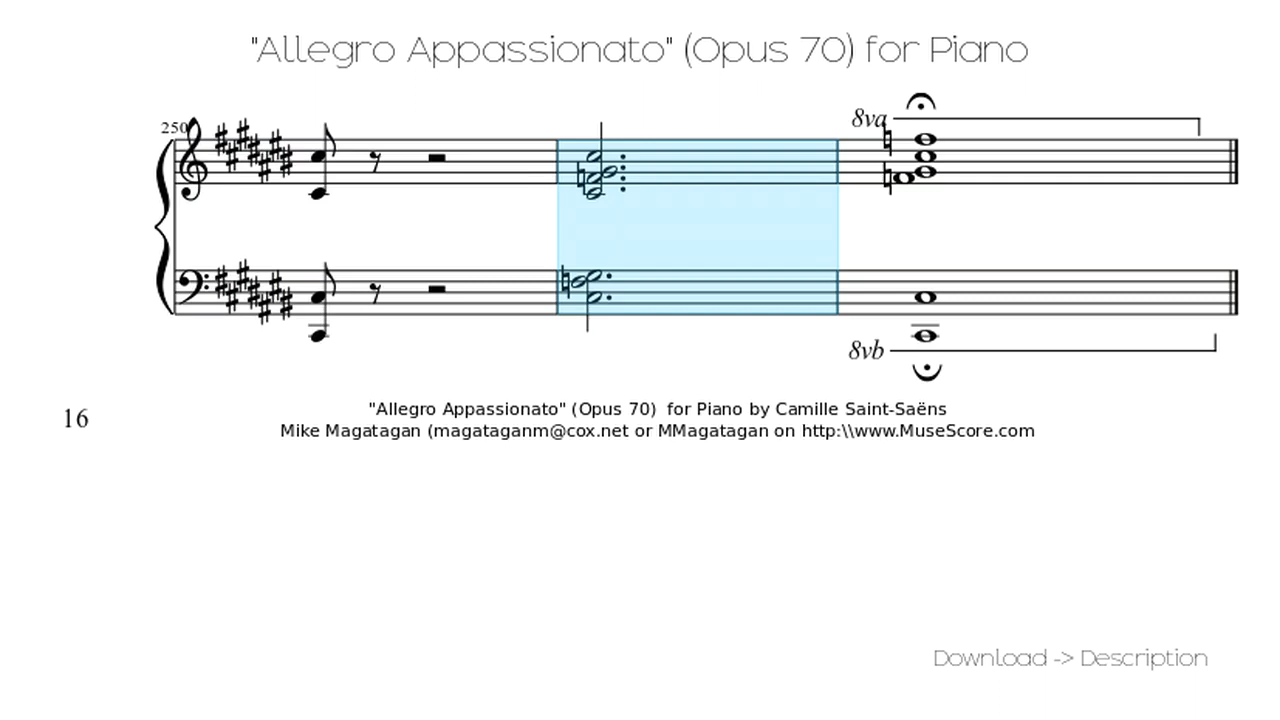 "Allegro Appassionato" (Opus 70) for Piano
250
8va
8vb
16
"Allegro Appassionato" (Opus 70)  for Piano by Camille Saint-Saëns
Mike Magatagan (magataganm@cox.net or MMagatagan on http:\\www.MuseScore.com
Download -> Description